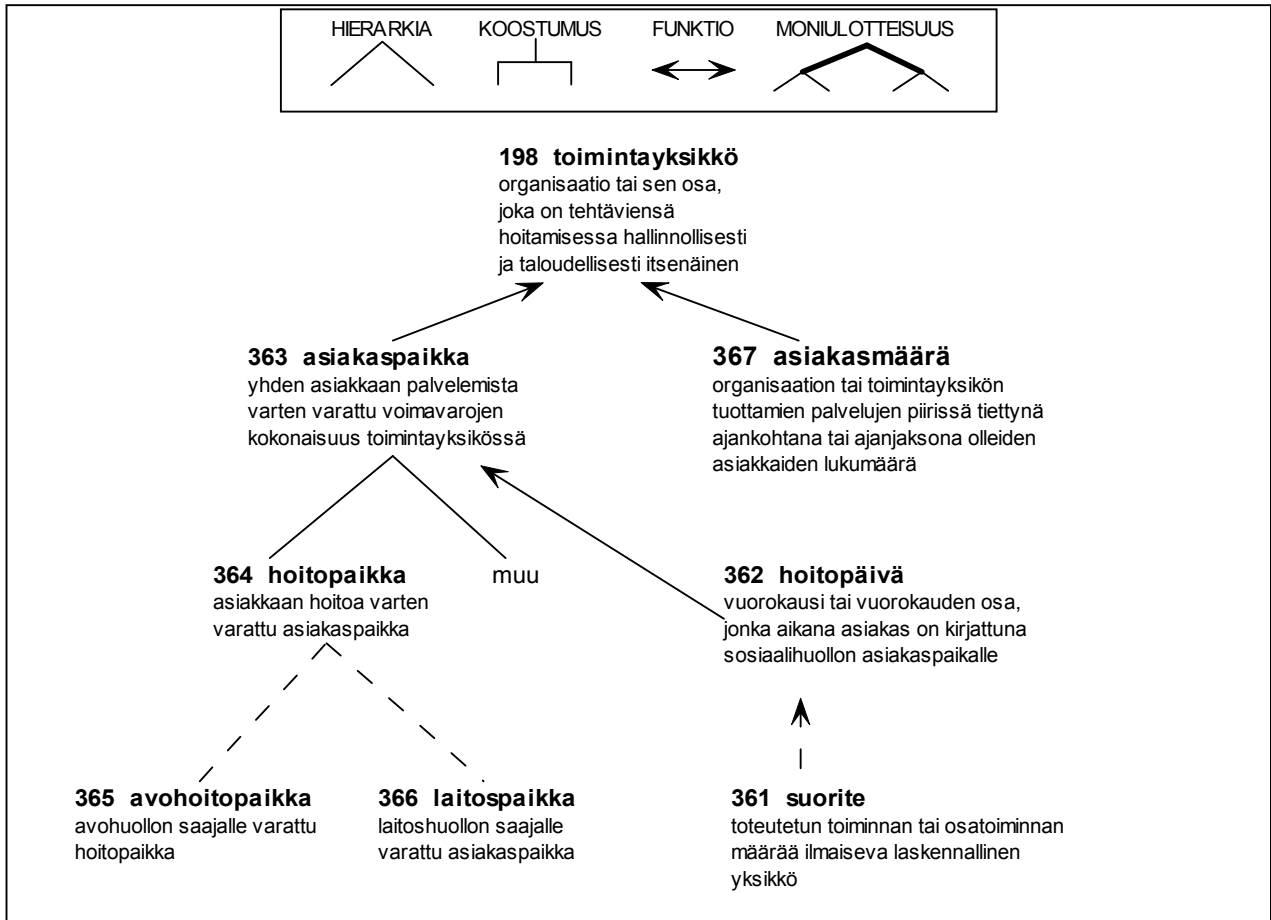 HIERARKIA KOOSTUMUS FUNKTIO MONIULOTTEISUUS
198 toimintayksikkö
organisaatio tai sen osa,
joka on tehtäviensä
hoitamisessa hallinnollisesti
ja taloudellisesti itsenäinen
363 asiakaspaikka
yhden asiakkaan palvelemista
varten varattu voimavarojen
kokonaisuus toimintayksikössä
367 asiakasmäärä
organisaation tai toimintayksikön
tuottamien palvelujen piirissä tiettynä
ajankohtana tai ajanjaksona olleiden
asiakkaiden lukumäärä
364 hoitopaikka
asiakkaan hoitoa varten
varattu asiakaspaikka
muu
362 hoitopäivä
vuorokausi tai vuorokauden osa,
jonka aikana asiakas on kirjattuna
sosiaalihuollon asiakaspaikalle
365 avohoitopaikka
avohuollon saajalle varattu
hoitopaikka
366 laitospaikka
laitoshuollon saajalle
varattu asiakaspaikka
361 suorite
toteutetun toiminnan tai osatoiminnan
määrää ilmaiseva laskennallinen
yksikkö